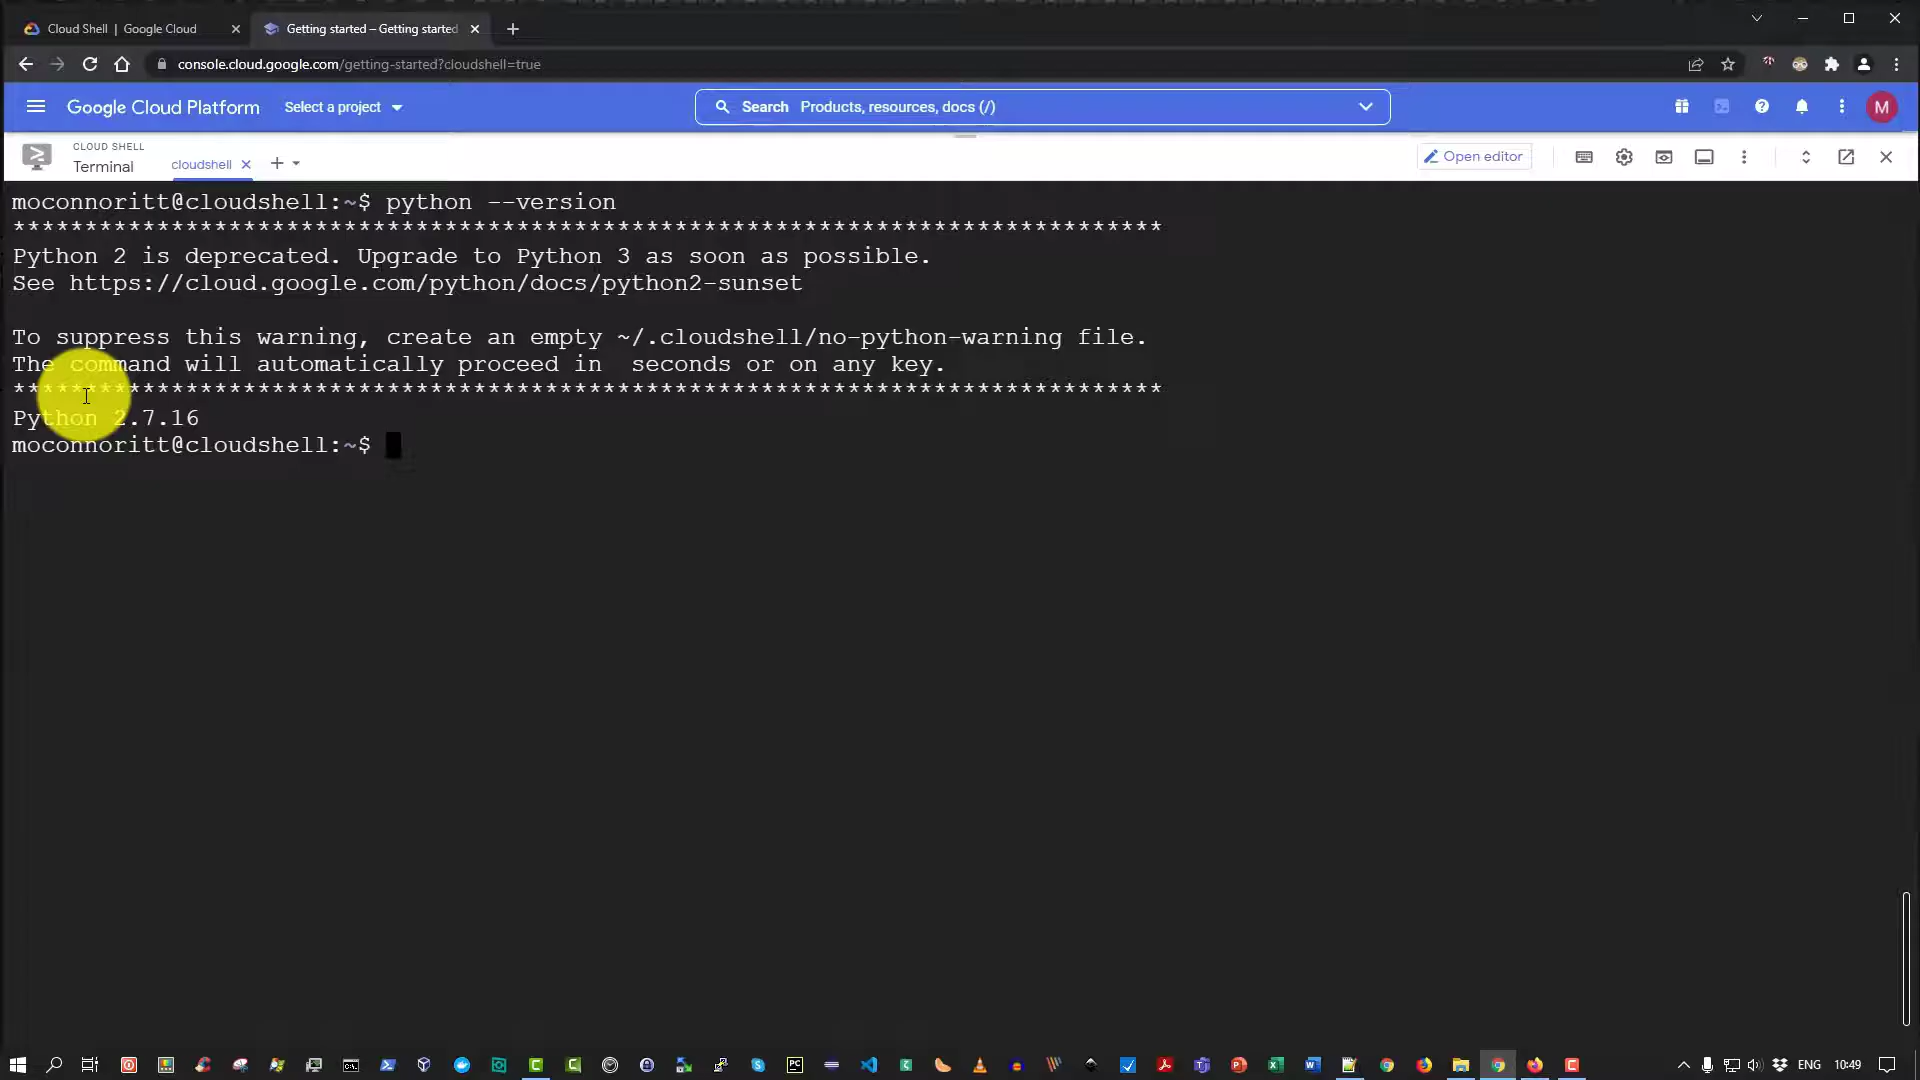 Cloud Shell | Google Cloud
Getting started – Getting started
console.cloud.google.com/getting-started?cloudshell=true
Google Cloud Platform
Select a project
Search Products, resources, docs (/)
M
CLOUD SHELL
Terminal
cloudshell
Open editor
moconnoritt@cloudshell:~$ python --version
********************************************************************************
Python 2 is deprecated. Upgrade to Python 3 as soon as possible.
See https://cloud.google.com/python/docs/python2-sunset
To suppress this warning, create an empty ~/.cloudshell/no-python-warning file.
The command will automatically proceed in  seconds or on any key.
********************************************************************************
Python 2.7.16
moconnoritt@cloudshell:~$
ENG
10:49